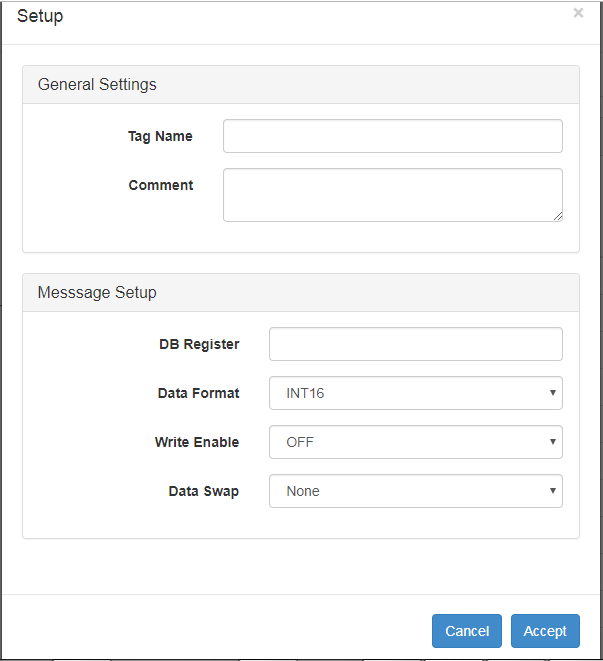 Setup ×
General Settings
Tag Name
Comment
Messsage Setup
DB Register
Data Format INT16
Write Enable OFF
Data Swap None
Cancel Accept